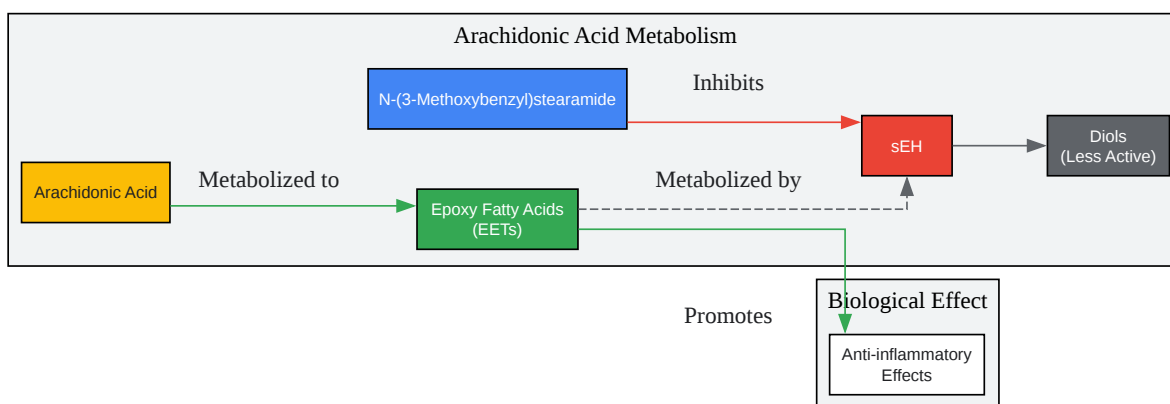 Arachidonic Acid Metabolism
N-(3-Methoxybenzyl)stearamide
Inhibits
sEH
Diols
(Less Active)
Arachidonic Acid
Metabolized to
Epoxy Fatty Acids
(EETs)
Metabolized by
Promotes
Biological Effect
Anti-inflammatory
Effects